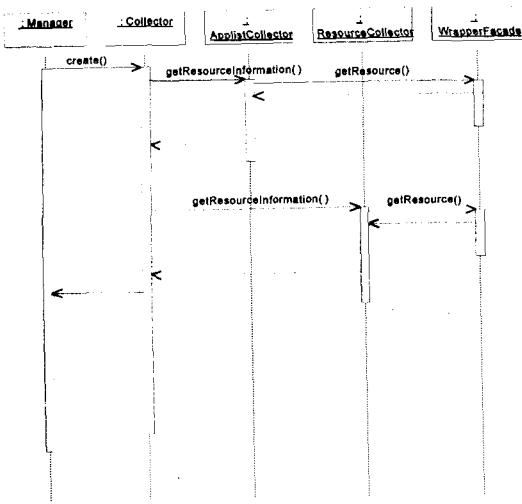 : Manager
: Collector
:
ApplistCollector
:
ResourceCollector
:
WrapperFacade
create()
getResourceInformation( )
getResource()
getResourceInformation( )
getResource()